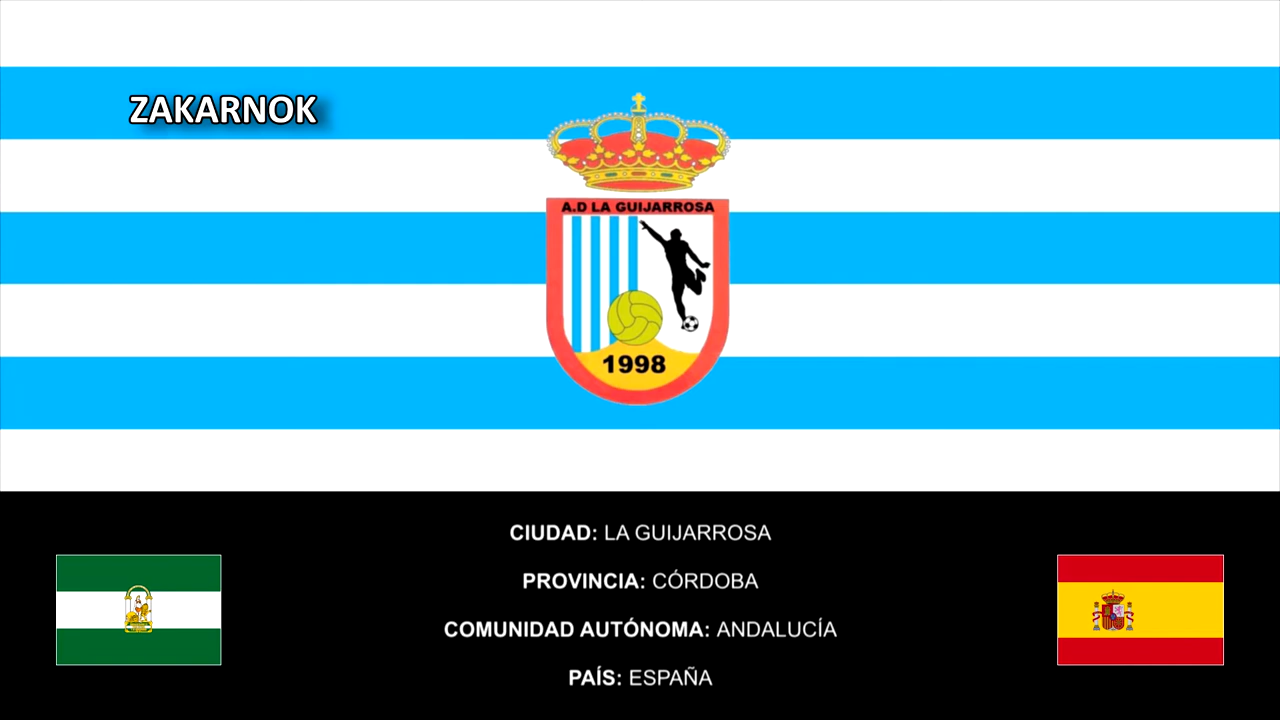 ZAKARNOK
A.D LA GUIJARROSA
1998
CIUDAD: LA GUIJARROSA
PROVINCIA: CÓRDOBA
COMUNIDAD AUTÓNOMA: ANDALUCÍA
PAÍS: ESPAÑA